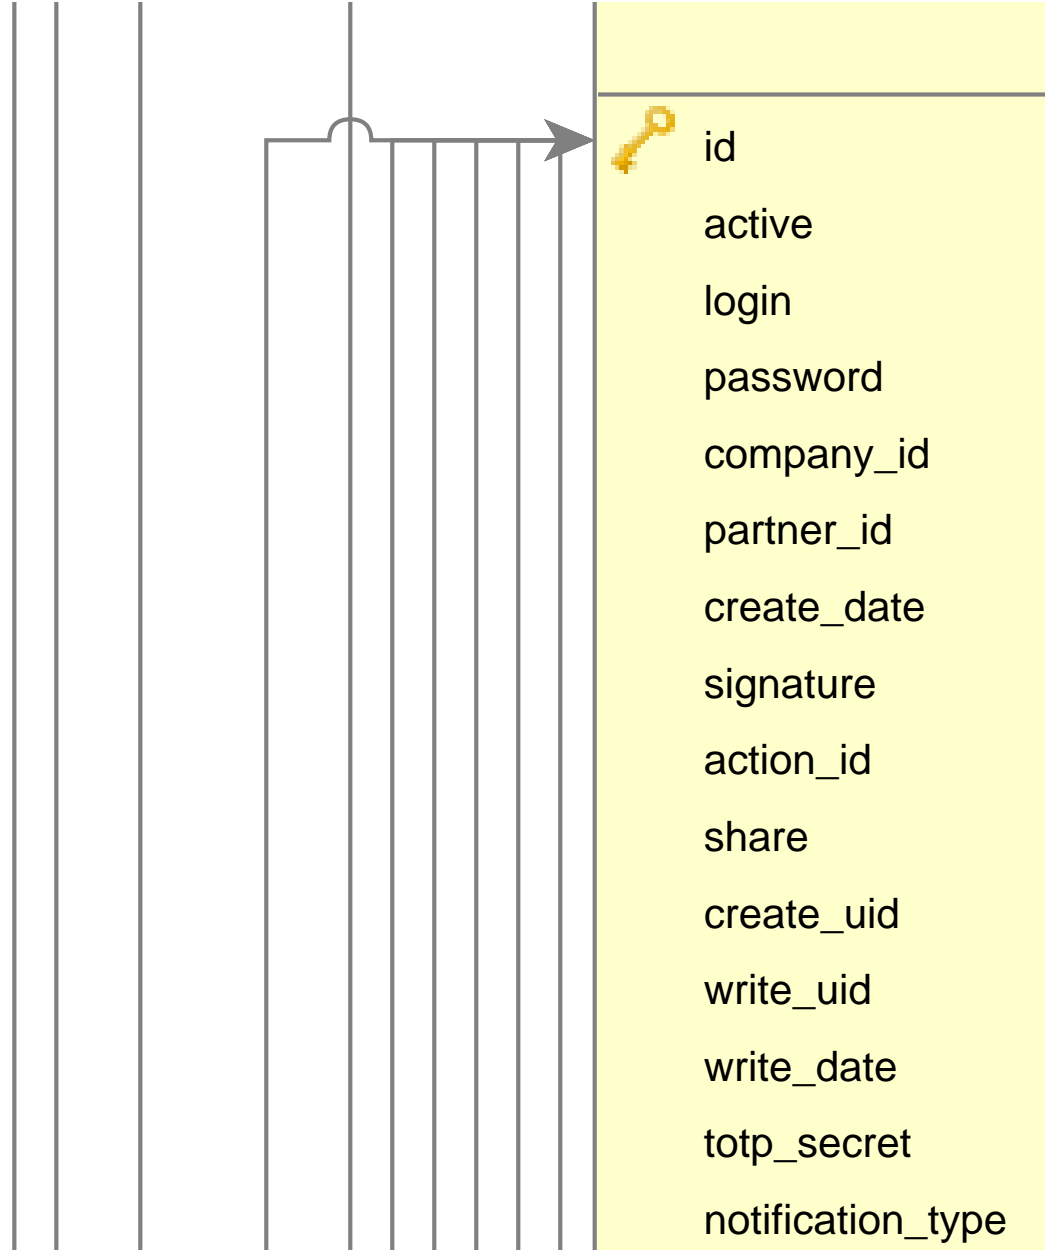 id
active
login
password
company_id
partner_id
create_date
signature
action_id
share
create_uid
write_uid
write_date
totp_secret
notification_type